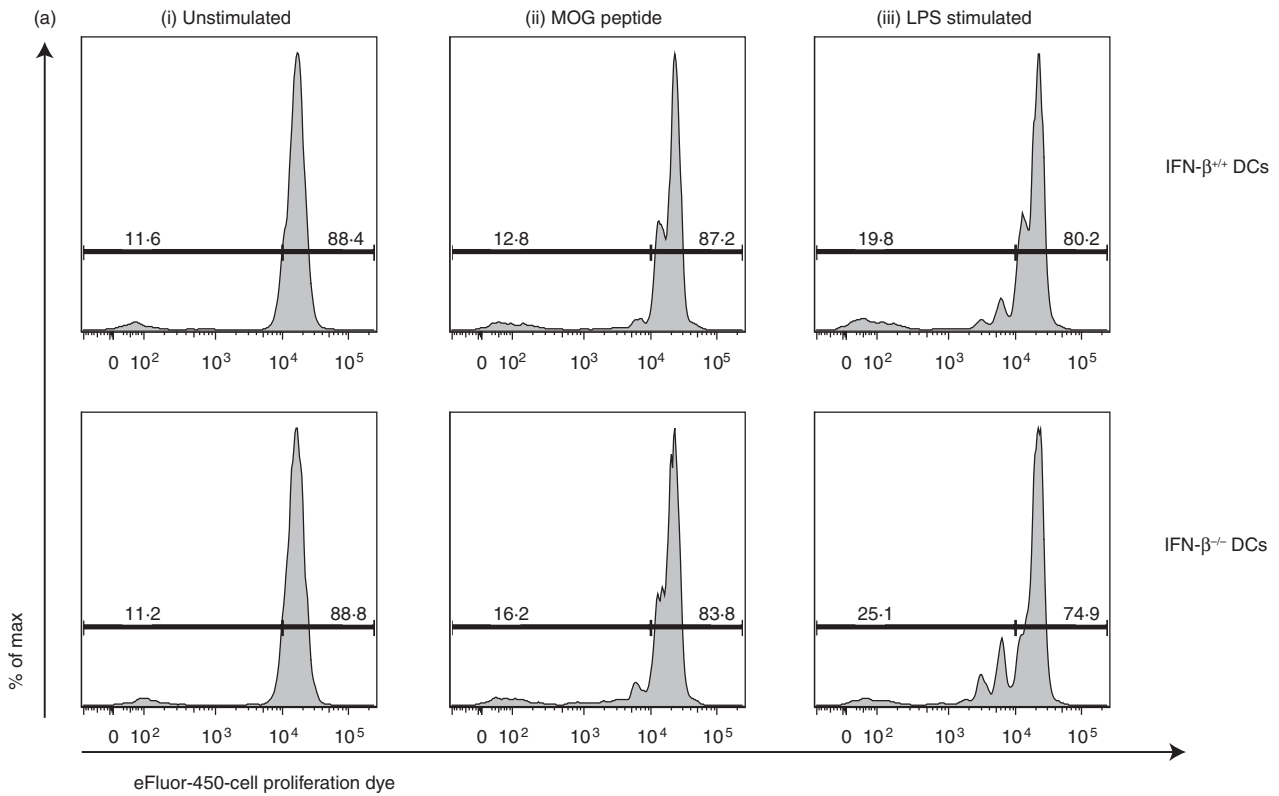 (a)
(i) Unstimulated
(ii) MOG peptide
(iii) LPS stimulated
11·6 88·4
12·8 87·2
19·8 80·2
IFN-β+/+ DCs
0 10² 10³ 10⁴ 10⁵
0 10² 10³ 10⁴ 10⁵
0 10² 10³ 10⁴ 10⁵
11·2 88·8
16·2 83·8
25·1 74·9
IFN-β–/– DCs
0 10² 10³ 10⁴ 10⁵
0 10² 10³ 10⁴ 10⁵
0 10² 10³ 10⁴ 10⁵
% of max
eFluor-450-cell proliferation dye